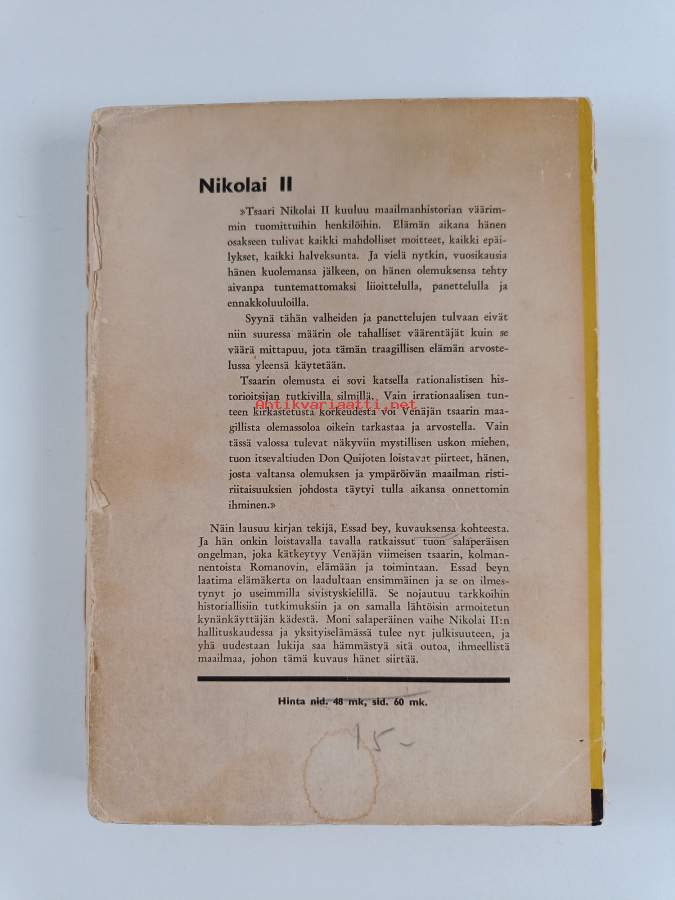 Nikolai II
»Tsaari Nikolai II kuuluu maailmanhistorian väärim-
min tuomittuihin henkilöihin. Elämän aikana hänen
osakseen tulivat kaikki mahdolliset moitteet, kaikki epäi-
lykset, kaikki halveksunta. Ja vielä nytkin, vuosikausia
hänen kuolemansa jälkeen, on hänen olemuksensa tehty
aivanpa tuntemattomaksi liioittelulla, panettelulla ja
ennakkoluuloilla.
Syynä tähän valheiden ja panettelujen tulvaan eivät
niin suuressa määrin ole tahalliset väärentäjät kuin se
väärä mittapuu, jota tämän traagillisen elämän arvoste-
lussa yleensä käytetään.
Tsaarin olemusta ei sovi katsella rationalistisen his-
torioitsijan tutkivilla silmillä. Vain irrationaalisen tun-
teen kirkastetusta korkeudesta voi Venäjän tsaarin maa-
gillista olemassoloa oikein tarkastaa ja arvostella. Vain
tässä valossa tulevat näkyviin mystillisen uskon miehen,
tuon itsevaltiuden Don Quijoten loistavat piirteet, hänen,
josta valtansa olemuksen ja ympäröivän maailman risti-
riitaisuuksien johdosta täytyi tulla aikansa onnettomin
ihminen.»
Antikvariaatti.net
Näin lausuu kirjan tekijä, Essad bey, kuvauksensa kohteesta.
Ja hän onkin loistavalla tavalla ratkaissut tuon salaperäisen
ongelman, joka kätkeytyy Venäjän viimeisen tsaarin, kolman-
nentoista Romanovin, elämään ja toimintaan. Essad beyn
laatima elämäkerta on laadultaan ensimmäinen ja se on ilmes-
tynyt jo useimmilla sivistyskielillä. Se nojautuu tarkkoihin
historiallisiin tutkimuksiin ja on samalla lähtöisin armoitetun
kynänkäyttäjän kädestä. Moni salaperäinen vaihe Nikolai II:n
hallituskaudessa ja yksityiselämässä tulee nyt julkisuuteen, ja
yhä uudestaan lukija saa hämmästyä sitä outoa, ihmeellistä
maailmaa, johon tämä kuvaus hänet siirtää.
Hinta nid. 48 mk, sid. 60 mk.
15-